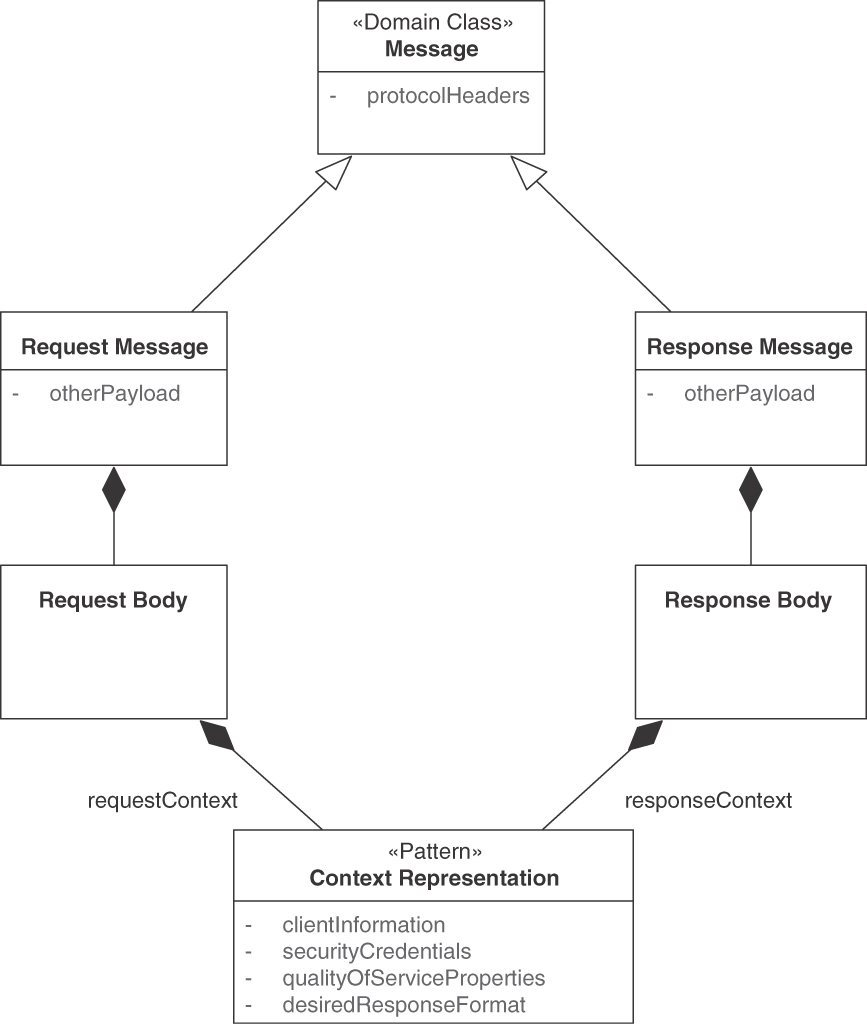 «Domain Class»
Message
- protocolHeaders
Request Message
- otherPayload
Response Message
- otherPayload
Request Body
Response Body
requestContext
responseContext
«Pattern»
Context Representation
- clientInformation
- securityCredentials
- qualityOfServiceProperties
- desiredResponseFormat